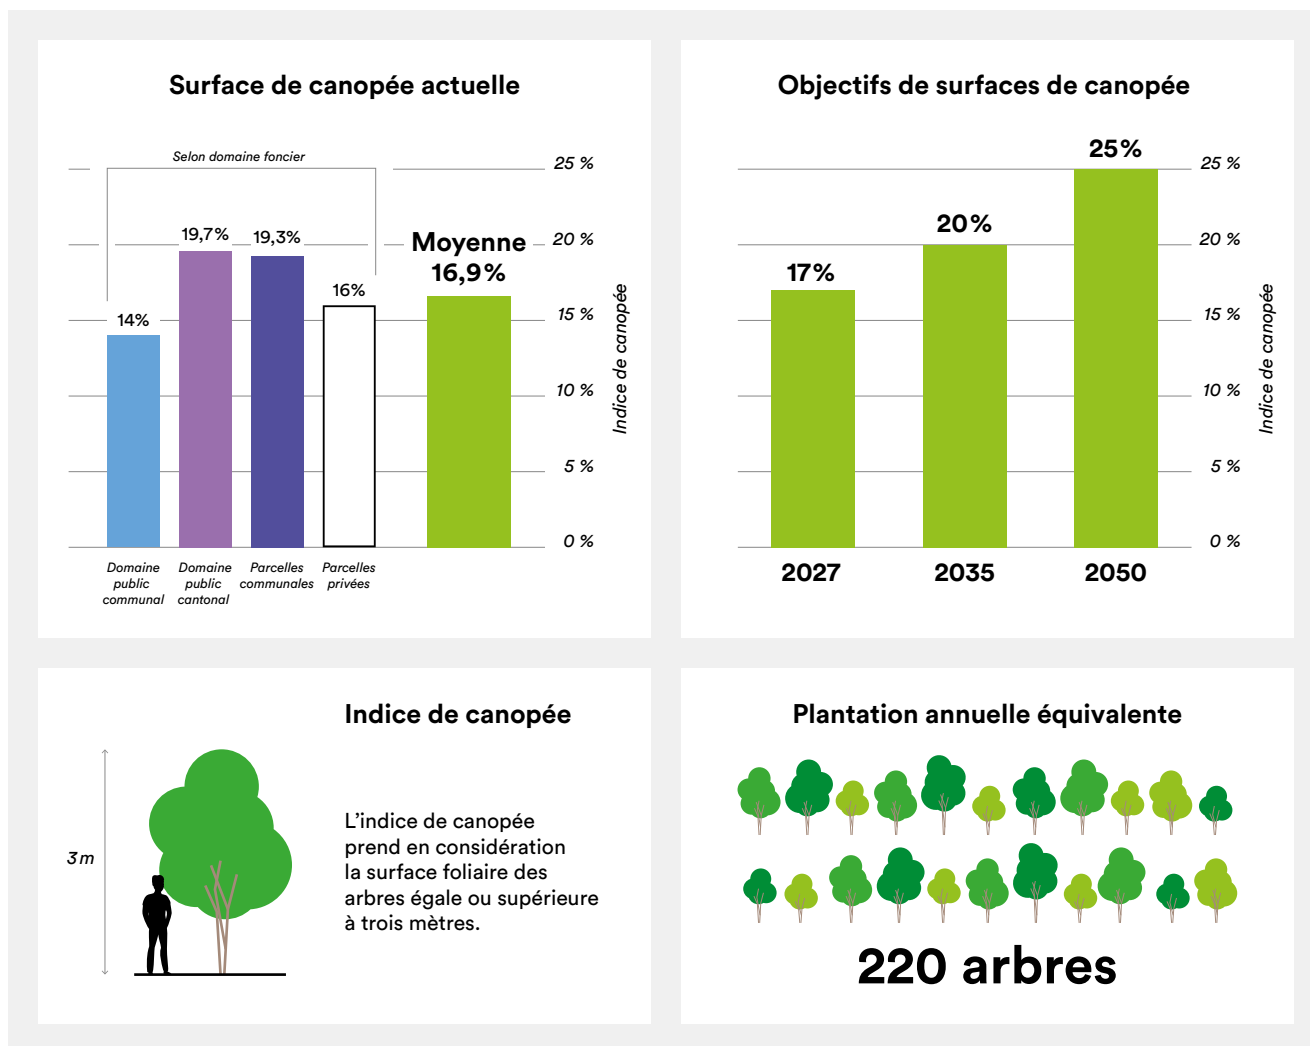 Surface de canopée actuelle
Selon domaine foncier
25 %
20 %
15 %
10 %
5 %
0 %
Indice de canopée
14%
19,7%
19,3%
16%
Moyenne
16,9%
Domaine
public
communal
Domaine
public
cantonal
Parcelles
communales
Parcelles
privées
Objectifs de surfaces de canopée
17%
20%
25%
25 %
20 %
15 %
10 %
5 %
0 %
Indice de canopée
2027
2035
2050
Indice de canopée
3 m
L’indice de canopée
prend en considération
la surface foliaire des
arbres égale ou supérieure
à trois mètres.
Plantation annuelle équivalente
220 arbres